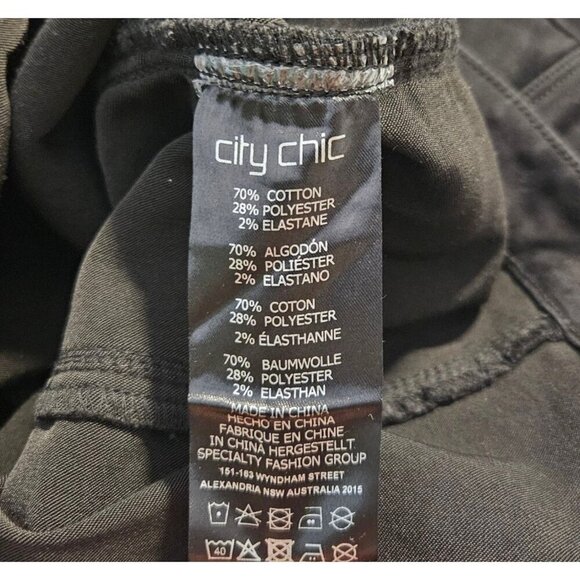 city chic
70% COTTON
28% POLYESTER
2% ELASTANE
70% ALGODÓN
28% POLIÉSTER
2% ELASTANO
70% COTON
28% POLYESTER
2% ÉLASTHANNE
70% BAUMWOLLE
28% POLYESTER
2% ELASTHAN
MADE IN CHINA
HECHO EN CHINA
FABRIQUE EN CHINE
IN CHINA HERGESTELLT
SPECIALTY FASHION GROUP
151-163 WYNDHAM STREET
ALEXANDRIA NSW AUSTRALIA 2015
40